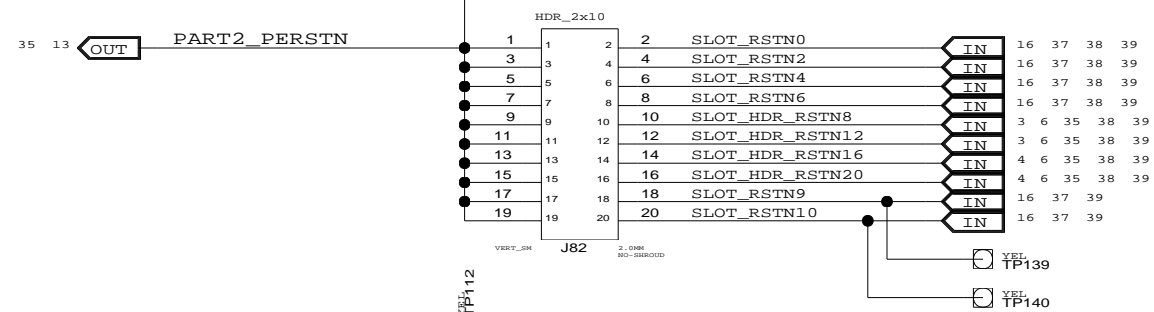 HDR_2x10
35 13 OUT PART2_PERSTN
1 1 2 2 SLOT_RSTN0 IN 16 37 38 39
3 3 4 4 SLOT_RSTN2 IN 16 37 38 39
5 5 6 6 SLOT_RSTN4 IN 16 37 38 39
7 7 8 8 SLOT_RSTN6 IN 16 37 38 39
9 9 10 10 SLOT_HDR_RSTN8 IN 3 6 35 38 39
11 11 12 12 SLOT_HDR_RSTN12 IN 3 6 35 38 39
13 13 14 14 SLOT_HDR_RSTN16 IN 4 6 35 38 39
15 15 16 16 SLOT_HDR_RSTN20 IN 4 6 35 38 39
17 17 18 18 SLOT_RSTN9 IN 16 37 39
19 19 20 20 SLOT_RSTN10 IN 16 37 39
VERT_SM J82 2.0MM
NO-SHROUD
YEL
TP139
YEL
TP112
YEL
TP140